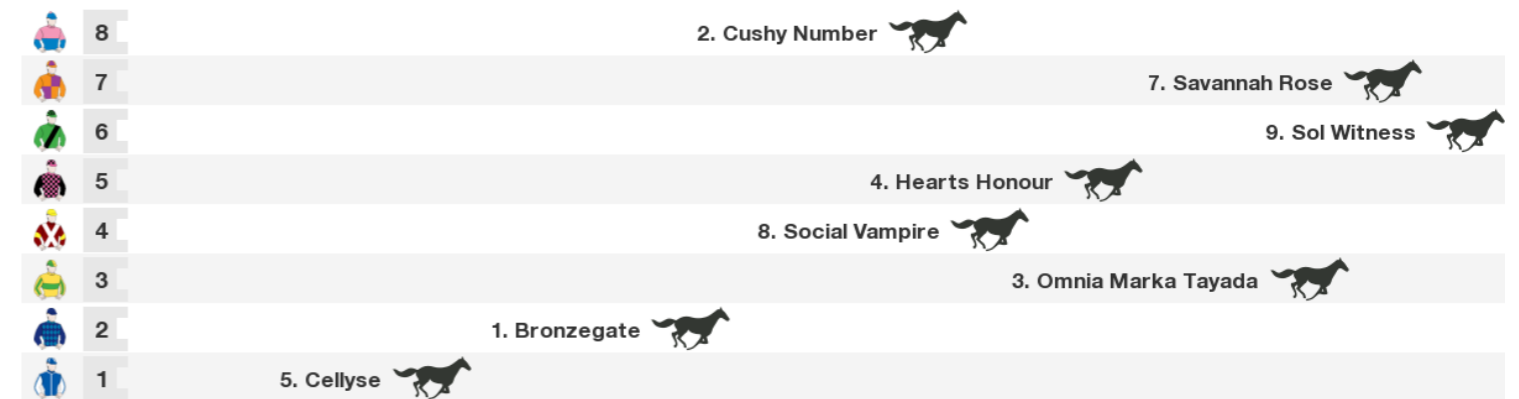 8 2. Cushy Number
7 7. Savannah Rose
6 9. Sol Witness
5 4. Hearts Honour
4 8. Social Vampire
3 3. Omnia Marka Tayada
2 1. Bronzegate
1 5. Cellyse